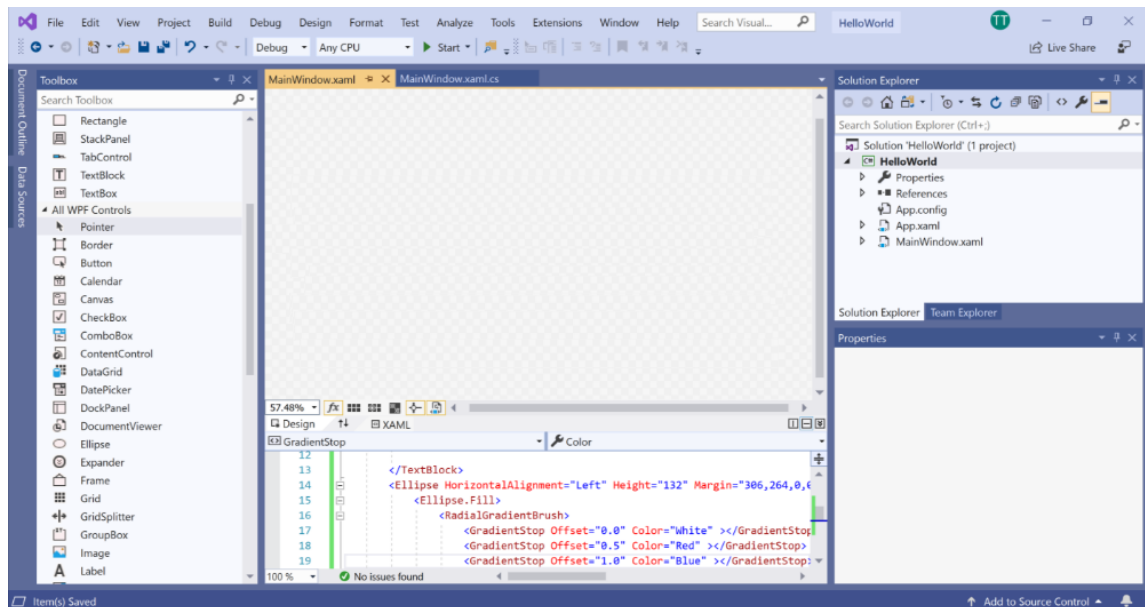 File Edit View Project Build Debug Design Format Test Analyze Tools Extensions Window Help Search Visual... HelloWorld TT
Debug Any CPU Start Live Share
Document Outline
Data Sources
Toolbox
Search Toolbox
Rectangle
StackPanel
TabControl
TextBlock
TextBox
All WPF Controls
Pointer
Border
Button
Calendar
Canvas
CheckBox
ComboBox
ContentControl
DataGrid
DatePicker
DockPanel
DocumentViewer
Ellipse
Expander
Frame
Grid
GridSplitter
GroupBox
Image
Label
MainWindow.xaml MainWindow.xaml.cs
57.48% fx
Design XAML
GradientStop Color
12
13 </TextBlock>
14 <Ellipse HorizontalAlignment="Left" Height="132" Margin="306,264,0,
15 <Ellipse.Fill>
16 <RadialGradientBrush>
17 <GradientStop Offset="0.0" Color="White" ></GradientStop
18 <GradientStop Offset="0.5" Color="Red" ></GradientStop>
19 <GradientStop Offset="1.0" Color="Blue" ></GradientStop>
100 % No issues found
Solution Explorer
Search Solution Explorer (Ctrl+;)
Solution 'HelloWorld' (1 project)
C# HelloWorld
Properties
References
App.config
App.xaml
MainWindow.xaml
Solution Explorer Team Explorer
Properties
Item(s) Saved Add to Source Control